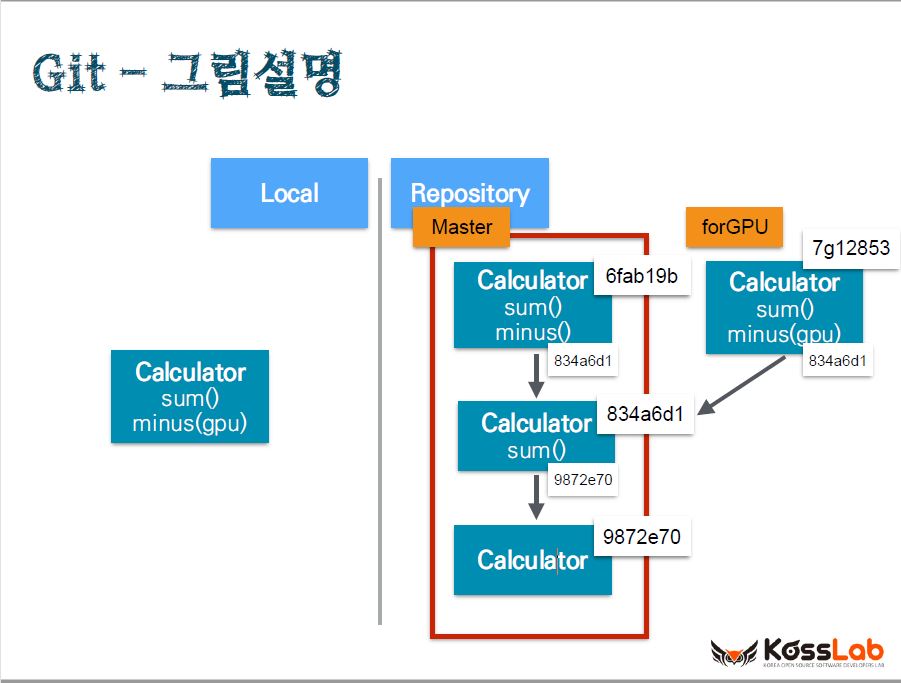 Git - 그림설명
Local
Repository
Master
forGPU
7g12853
Calculator
sum()
minus()
6fab19b
834a6d1
Calculator
sum()
minus(gpu)
834a6d1
Calculator
sum()
minus(gpu)
Calculator
sum()
834a6d1
9872e70
Calculator
9872e70
KossLab
KOREA OPEN SOURCE SOFTWARE DEVELOPERS LAB